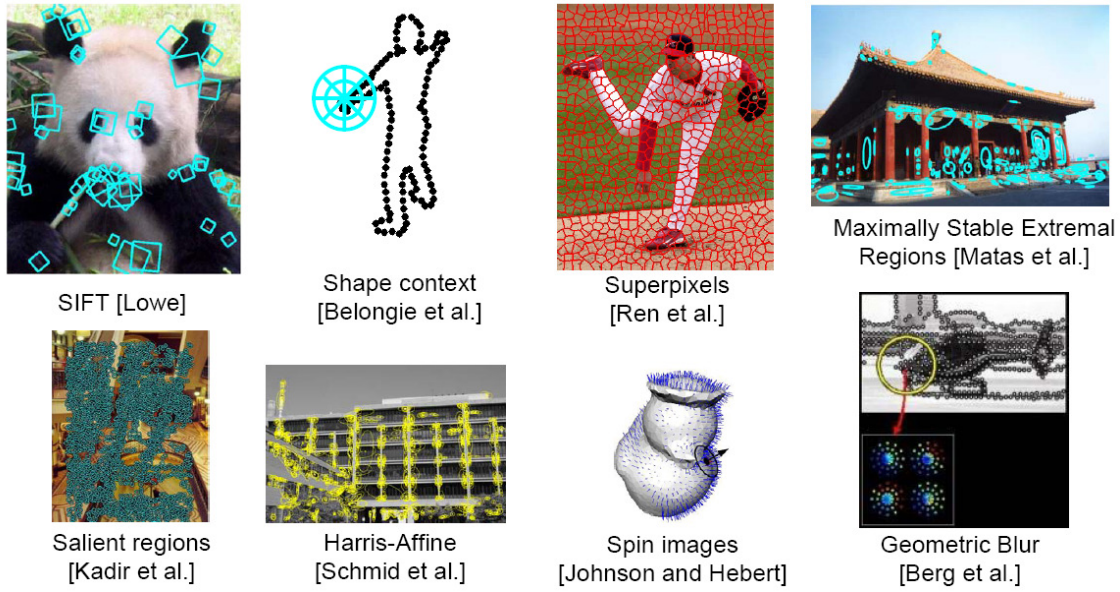 SIFT [Lowe]
Shape context
[Belongie et al.]
Superpixels
[Ren et al.]
Maximally Stable Extremal
Regions [Matas et al.]
Salient regions
[Kadir et al.]
Harris-Affine
[Schmid et al.]
Spin images
[Johnson and Hebert]
Geometric Blur
[Berg et al.]